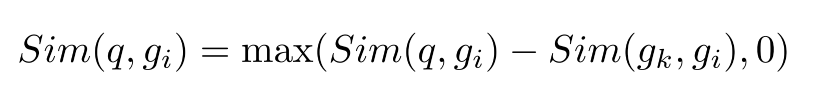 Sim(q, g_i) = max(Sim(q, g_i) − Sim(g_k, g_i), 0)